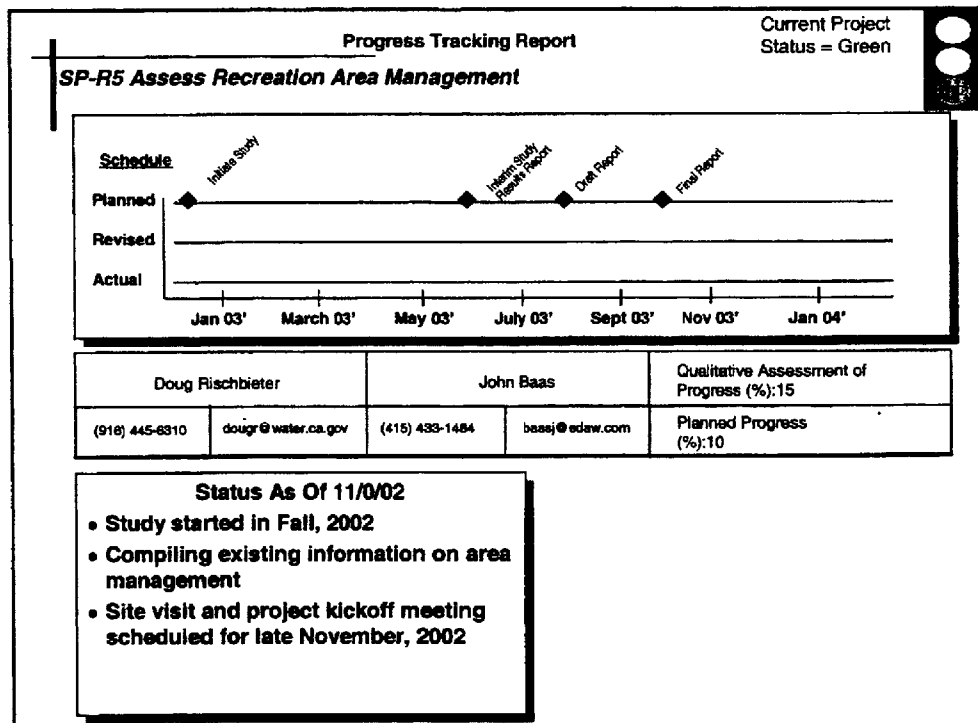 Progress Tracking Report
Current Project
Status = Green
SP-R5 Assess Recreation Area Management
Schedule
Initiate Study
Interim Study
Results Report
Draft Report
Final Report
Planned
Revised
Actual
Jan 03'
March 03'
May 03'
July 03'
Sept 03'
Nov 03'
Jan 04'
Doug Rischbieter
John Baas
Qualitative Assessment of
Progress (%):15
(916) 445-6310
dougr@water.ca.gov
(415) 433-1484
baasj@edaw.com
Planned Progress
(%):10
Status As Of 11/0/02
• Study started in Fall, 2002
• Compiling existing information on area
management
• Site visit and project kickoff meeting
scheduled for late November, 2002